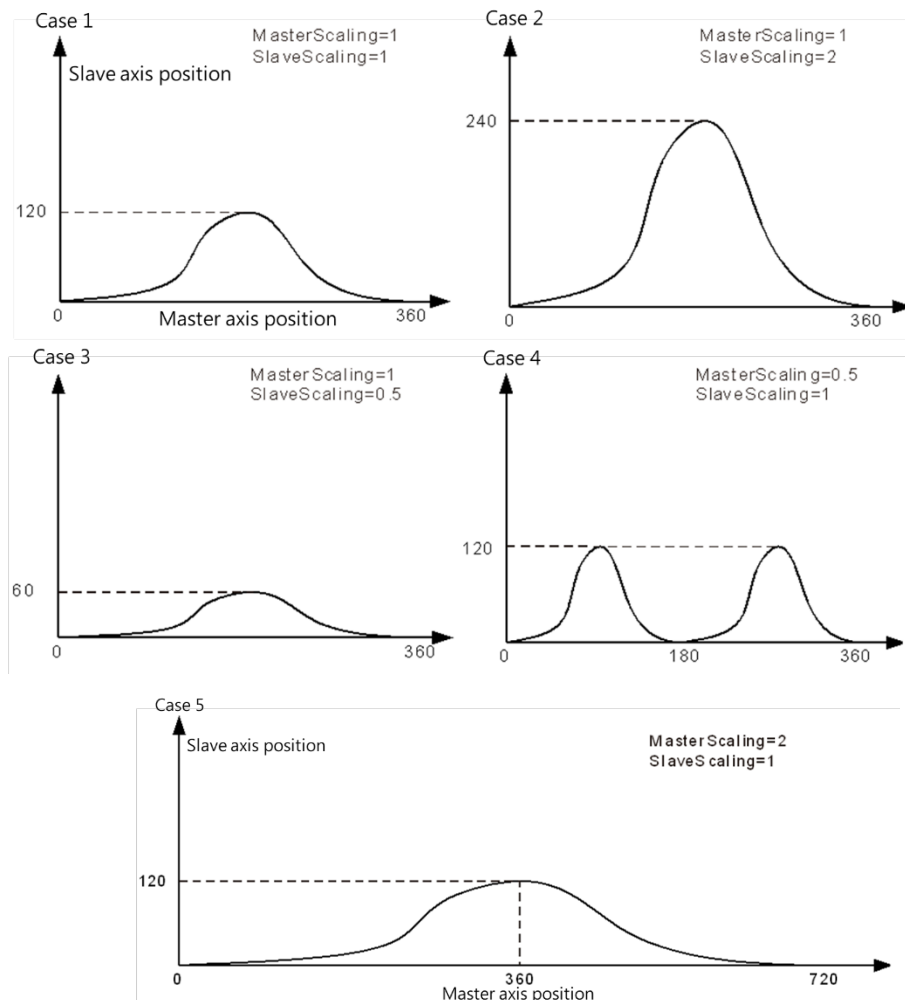 Case 1
MasterScaling=1
SlaveScaling=1
Slave axis position
120
0
Master axis position
360
Case 2
MasterScaling=1
SlaveScaling=2
240
0
360
Case 3
MasterScaling=1
SlaveScaling=0.5
60
0
360
Case 4
MasterScaling=0.5
SlaveScaling=1
120
0
180
360
Case 5
Slave axis position
MasterScaling=2
SlaveScaling=1
120
0
360
720
Master axis position